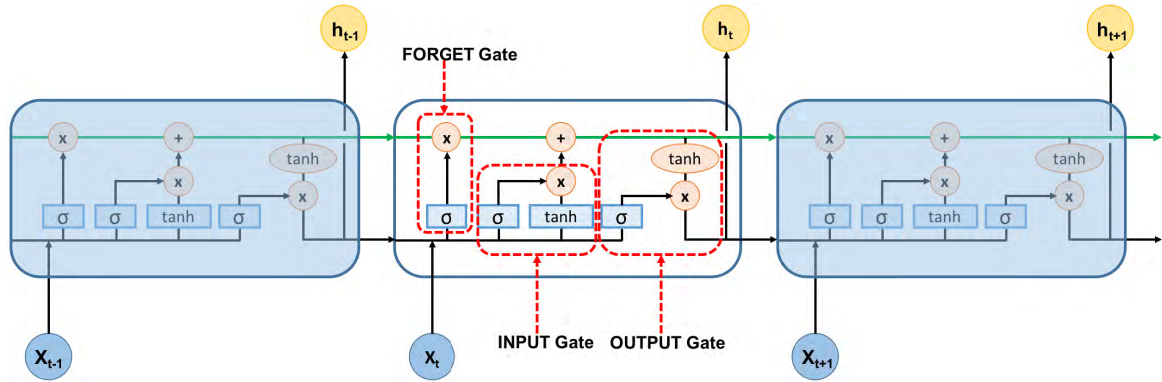 h_{t-1}
h_t
h_{t+1}
FORGET Gate
x
+
tanh
x
x
σ
σ
tanh
σ
x
+
tanh
x
x
σ
σ
tanh
σ
x
+
tanh
x
x
σ
σ
tanh
σ
INPUT Gate
OUTPUT Gate
X_{t-1}
X_t
X_{t+1}